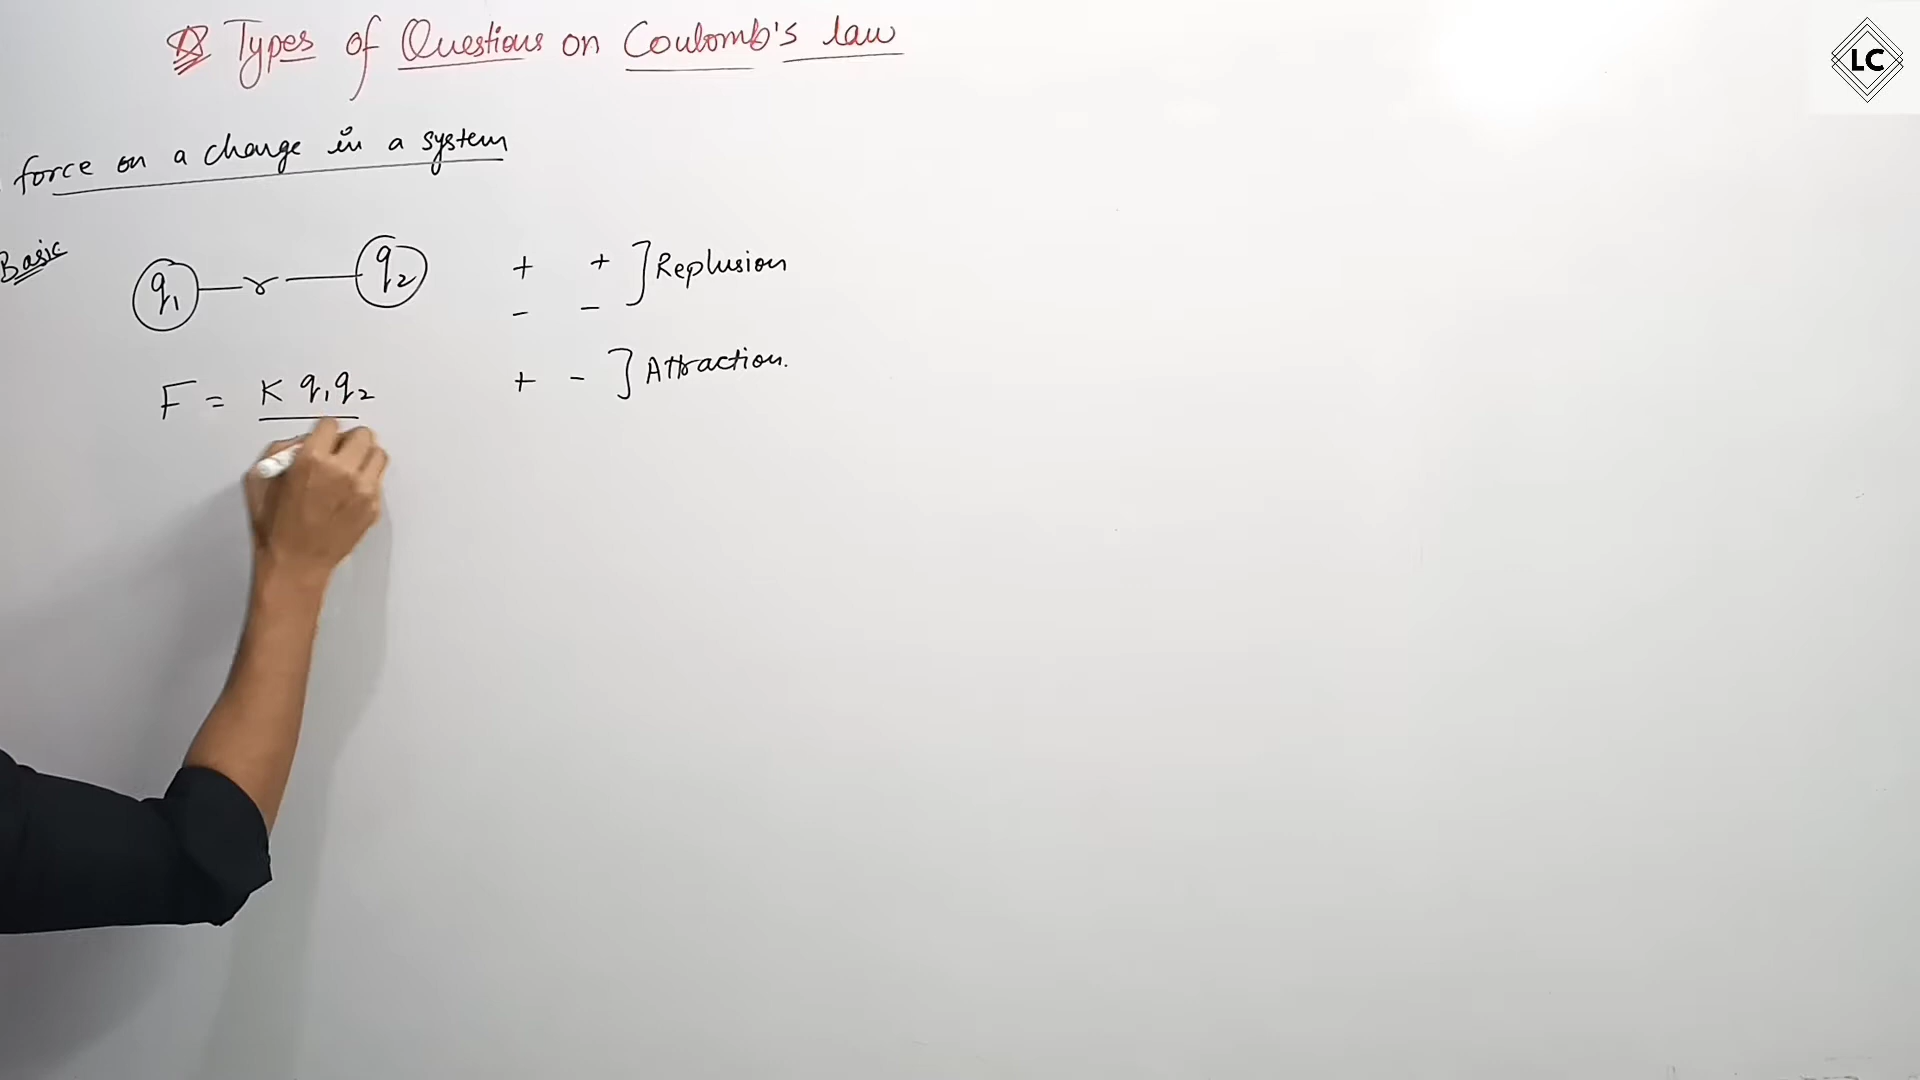 Types of Questions on Coulomb's law
LC
force on a charge in a system
Basic
q1 r q2
+ + ] Replusion
- -
+ - ] Attraction.
F = K q1q2